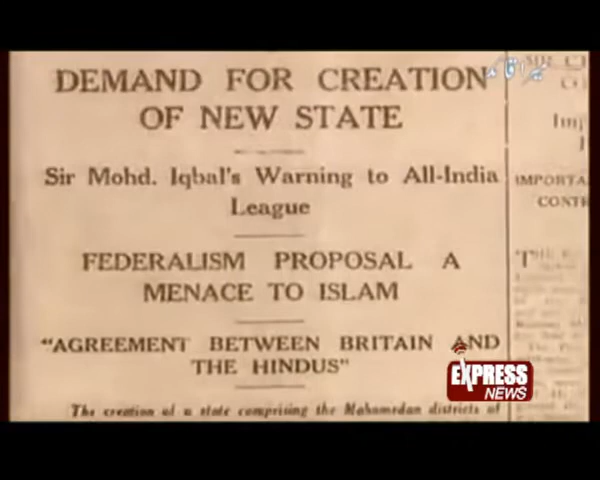 DEMAND FOR CREATION
OF NEW STATE
Sir Mohd. Iqbal's Warning to All-India
League
FEDERALISM PROPOSAL A
MENACE TO ISLAM
"AGREEMENT BETWEEN BRITAIN AND
THE HINDUS"
The creation of a state comprising the Mahomedan districts of
IMPORTA
CONT
EXPRESS
NEWS